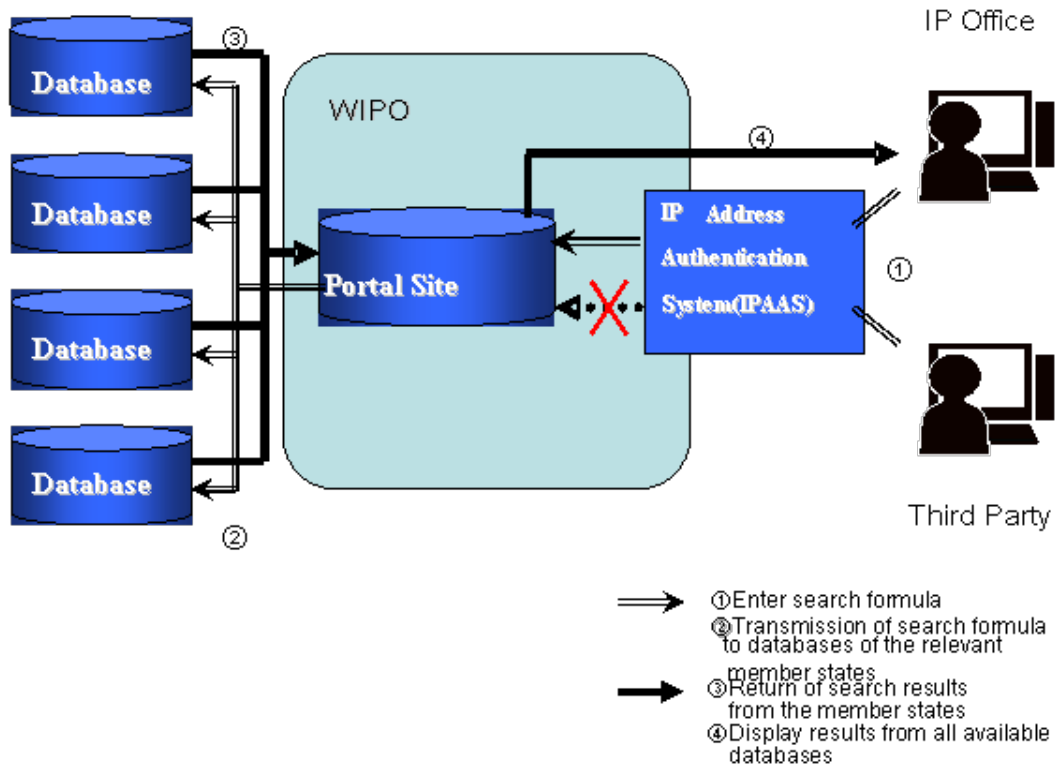 IP Office
③
Database
WIPO
④
Database
IP Address
Authentication
System(IPAAS)
①
Portal Site
Database
Database
②
Third Party
①Enter search formula
②Transmission of search formula
to databases of the relevant
member states
③Return of search results
from the member states
④Display results from all available
databases